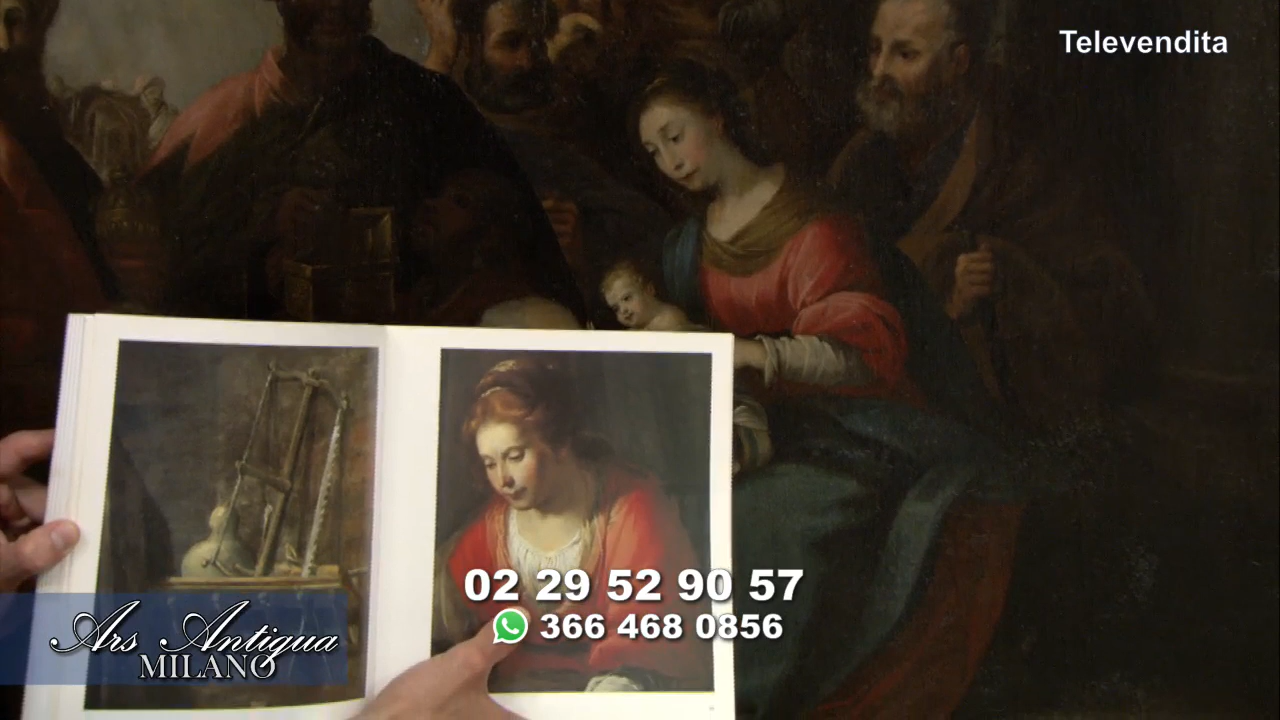 Televendita
02 29 52 90 57
366 468 0856
Ars Antiqua
MILANO